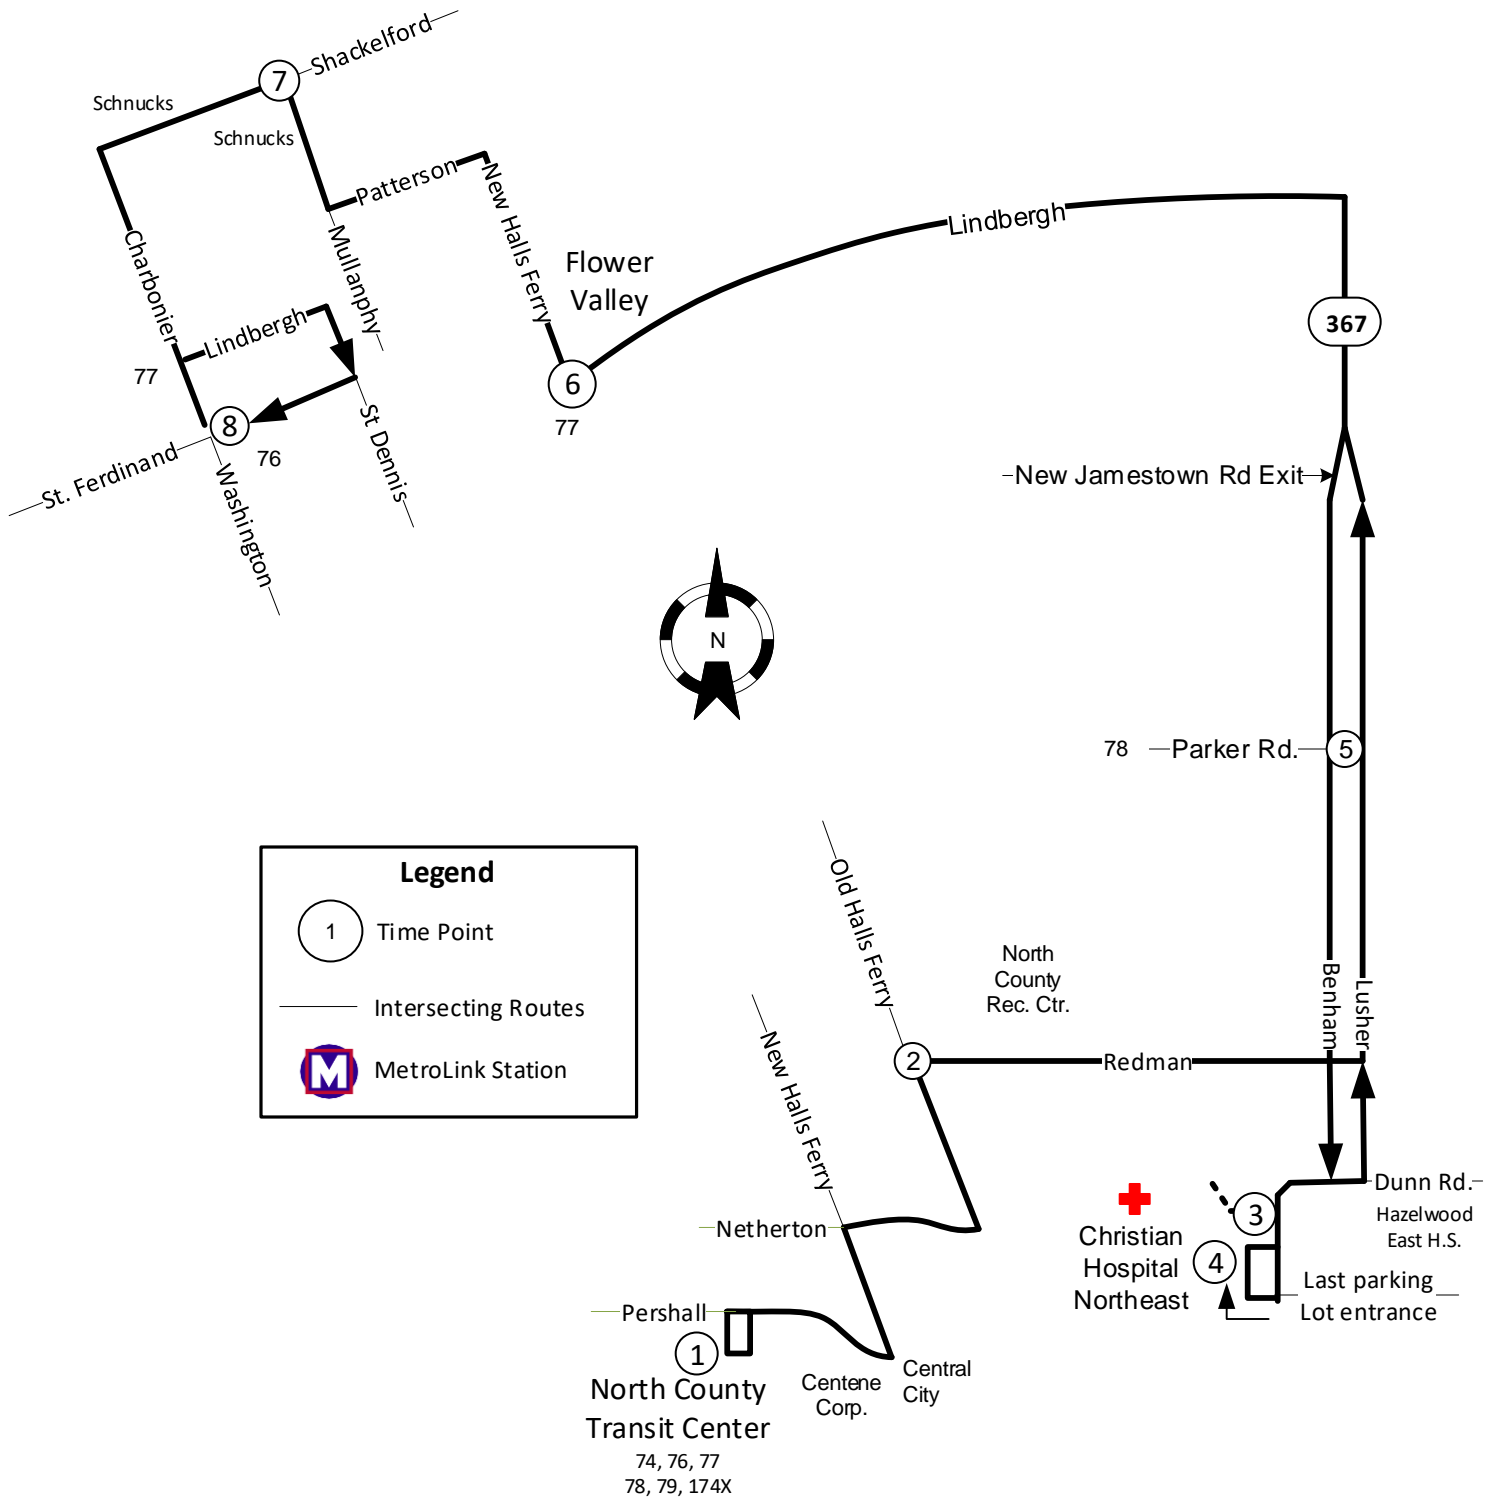 Shackelford
7
Schnucks
Schnucks
Patterson
New Halls Ferry
Mullanphy
Charbonier
Lindbergh
Flower
Valley
Lindbergh
367
77
6
77
8
76
St. Ferdinand
Washington
St Dennis
New Jamestown Rd Exit
N
78
Parker Rd.
5
Legend
1
Time Point
Intersecting Routes
M
MetroLink Station
Old Halls Ferry
North
County
Rec. Ctr.
Benham
Lusher
New Halls Ferry
2
Redman
Netherton
Dunn Rd.
3
Hazelwood
East H.S.
Christian
Hospital
Northeast
4
Last parking
Lot entrance
Pershall
1
North County
Transit Center
74, 76, 77
78, 79, 174X
Centene
Corp.
Central
City